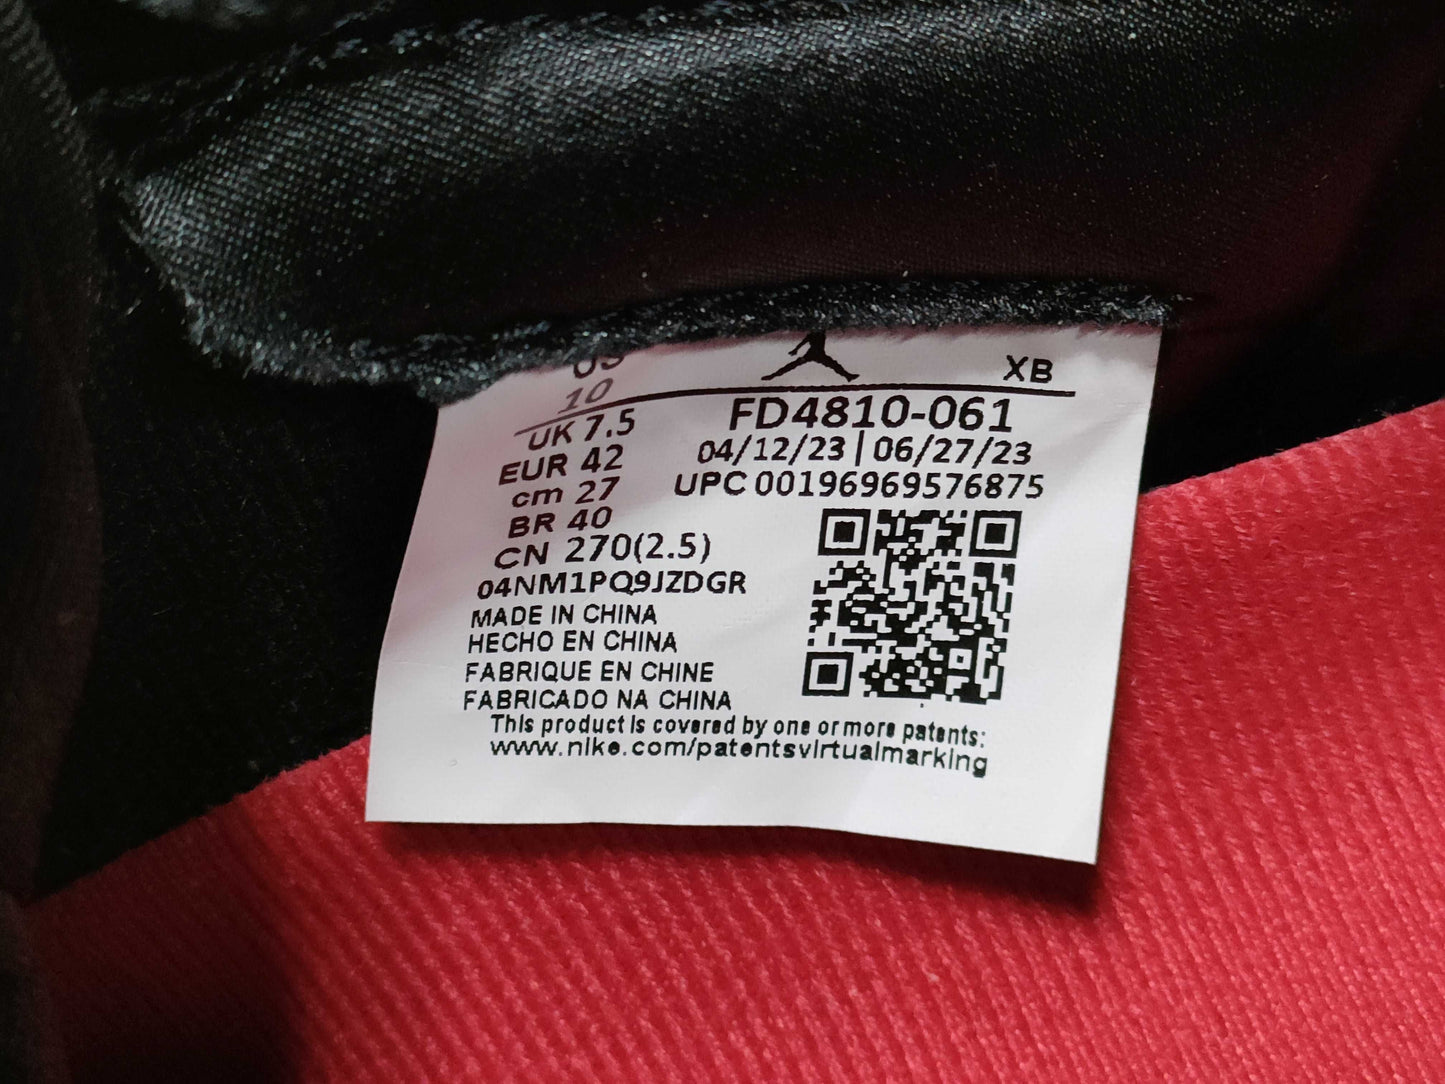 US
10
UK 7.5
EUR 42
cm 27
BR 40
CN 270(2.5)
04NM1PQ9JZDGR
MADE IN CHINA
HECHO EN CHINA
FABRIQUE EN CHINE
FABRICADO NA CHINA
XB
FD4810-061
04/12/23 | 06/27/23
UPC 00196969576875
This product is covered by one or more patents:
www.nike.com/patentsvirtualmarking